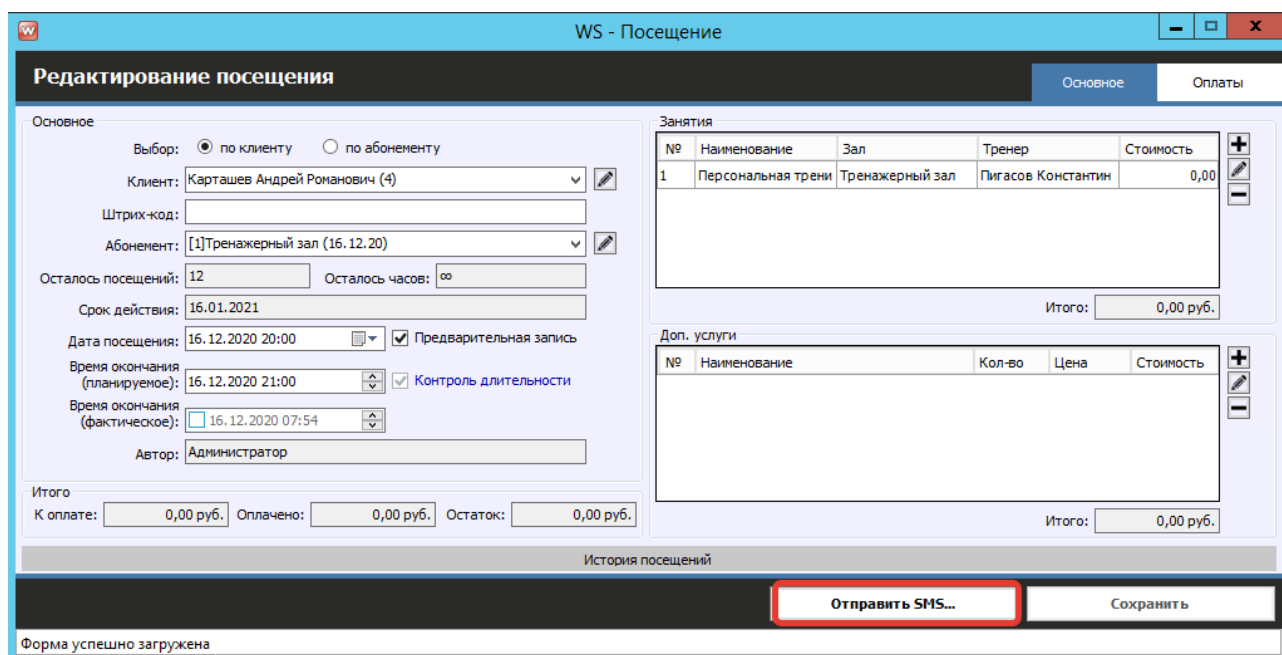 WS - Посещение
Редактирование посещения
Основное
Оплаты
Основное
Выбор: по клиенту по абонементу
Клиент: Карташев Андрей Романович (4)
Штрих-код:
Абонемент: [1]Тренажерный зал (16.12.20)
Осталось посещений: 12 Осталось часов: ∞
Срок действия: 16.01.2021
Дата посещения: 16.12.2020 20:00 Предварительная запись
Время окончания
(планируемое): 16.12.2020 21:00 Контроль длительности
Время окончания
(фактическое): 16.12.2020 07:54
Автор: Администратор
Итого
К оплате: 0,00 руб. Оплачено: 0,00 руб. Остаток: 0,00 руб.
Занятия
№ Наименование Зал Тренер Стоимость
1 Персональная трени Тренажерный зал Пигасов Константин 0,00
Итого: 0,00 руб.
Доп. услуги
№ Наименование Кол-во Цена Стоимость
Итого: 0,00 руб.
История посещений
Отправить SMS...
Сохранить
Форма успешно загружена